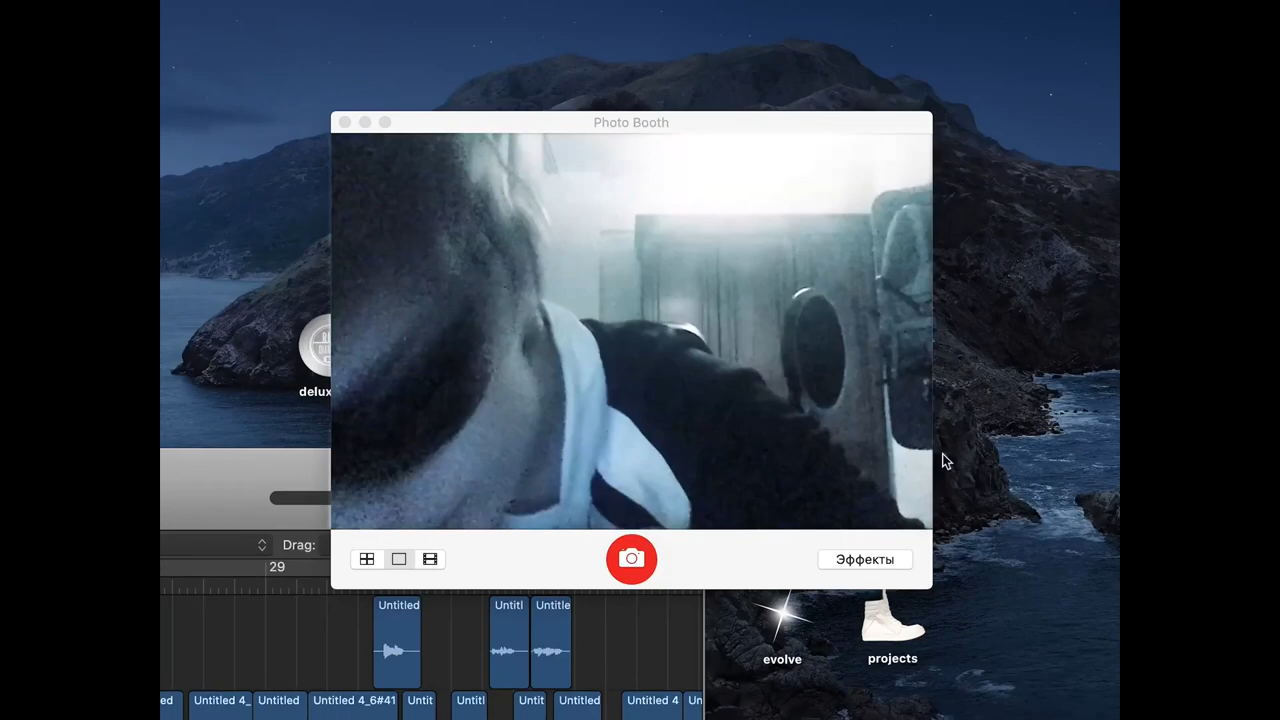 Photo Booth
delux
Drag:
29
Эффекты
Untitled
Untitl
Untitle
evolve
projects
ed
Untitled 4_
Untitled
Untitled 4_6#41
Untit
Untitl
Untit
Untitled
Untitled 4
Un